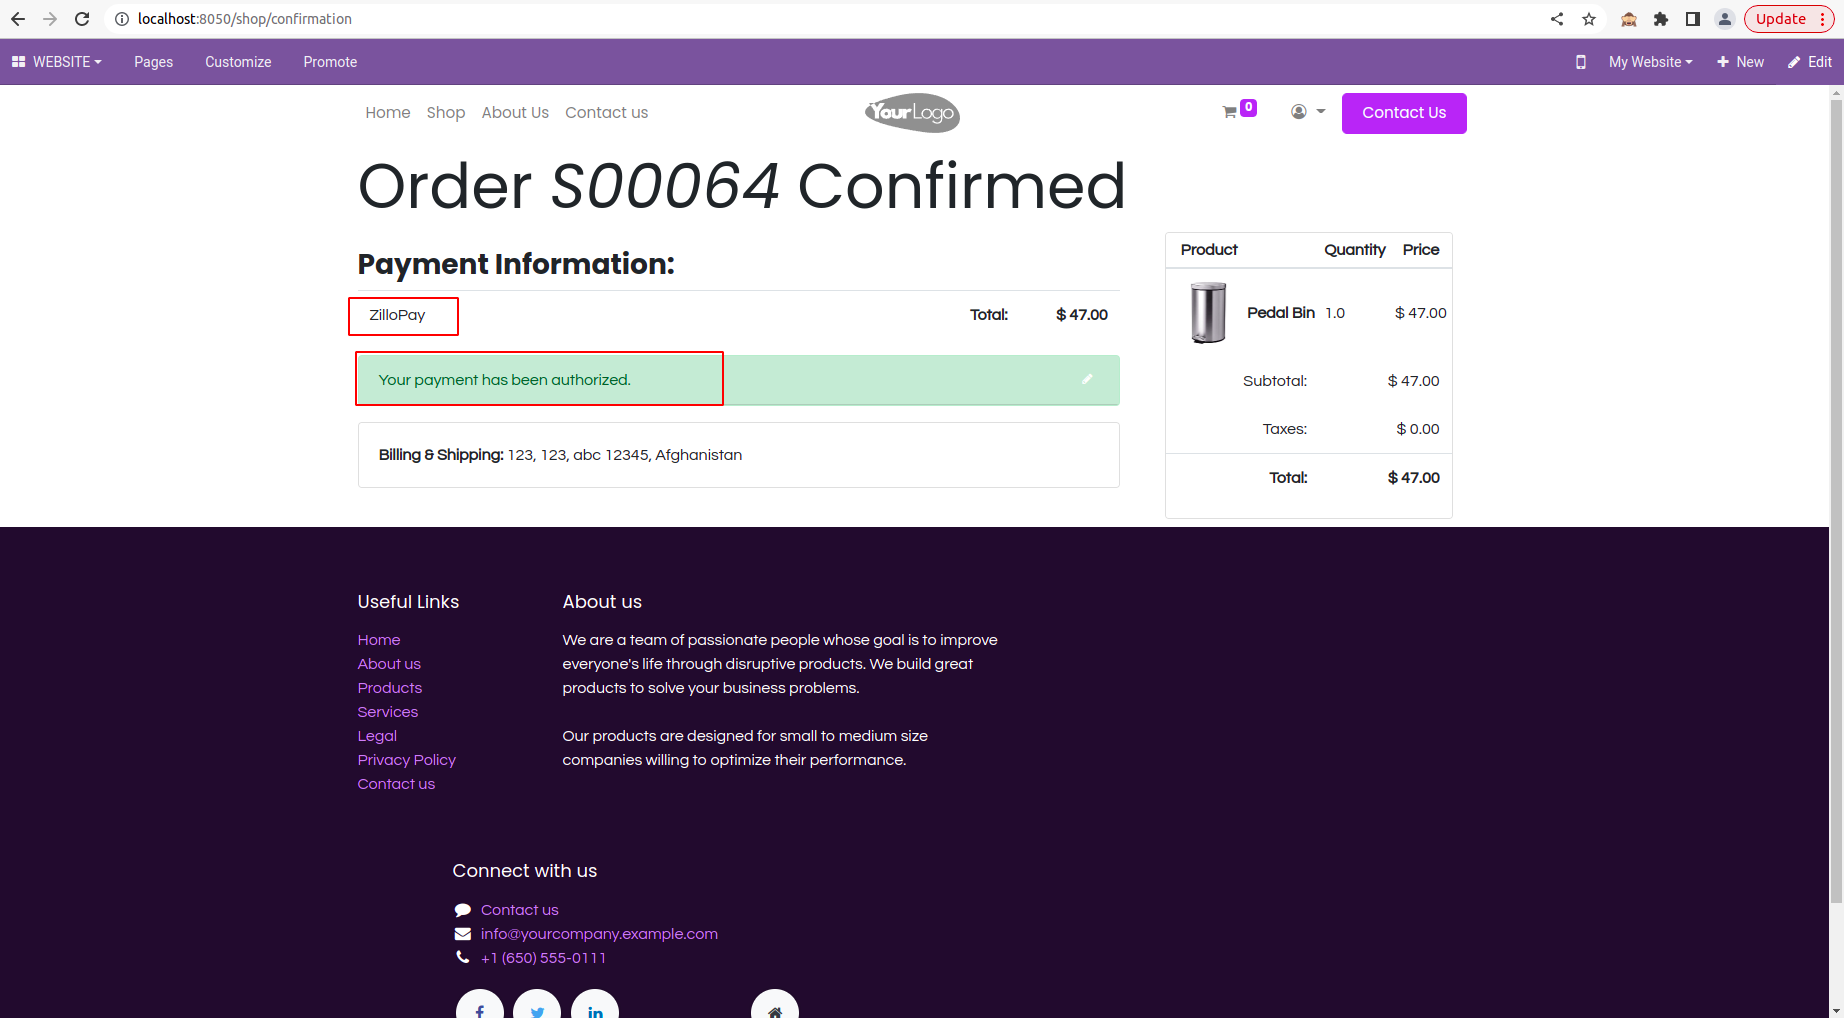 localhost:8050/shop/confirmation
Update
WEBSITE
Pages
Customize
Promote
My Website
New
Edit
Home
Shop
About Us
Contact us
YourLogo
0
Contact Us
Order S00064 Confirmed
Payment Information:
ZilloPay
Total:
$ 47.00
Your payment has been authorized.
Billing & Shipping: 123, 123, abc 12345, Afghanistan
Product Quantity Price
Pedal Bin 1.0 $ 47.00
Subtotal: $ 47.00
Taxes: $ 0.00
Total: $ 47.00
Useful Links
Home
About us
Products
Services
Legal
Privacy Policy
Contact us
About us
We are a team of passionate people whose goal is to improve
everyone's life through disruptive products. We build great
products to solve your business problems.
Our products are designed for small to medium size
companies willing to optimize their performance.
Connect with us
Contact us
info@yourcompany.example.com
+1 (650) 555-0111